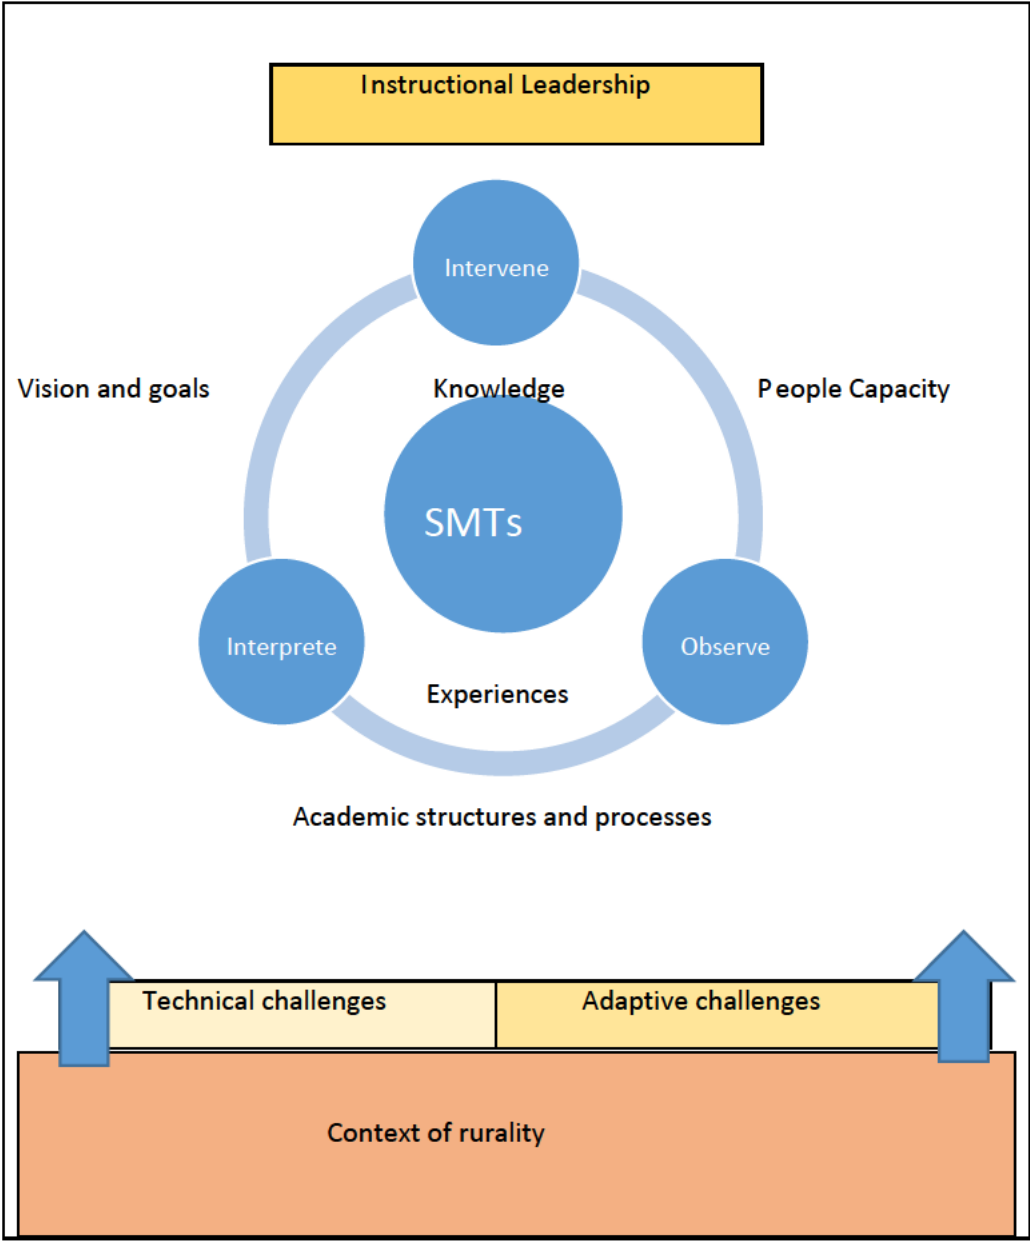 Instructional Leadership
Intervene
Vision and goals
Knowledge
People Capacity
SMTs
Interprete
Observe
Experiences
Academic structures and processes
Technical challenges
Adaptive challenges
Context of rurality